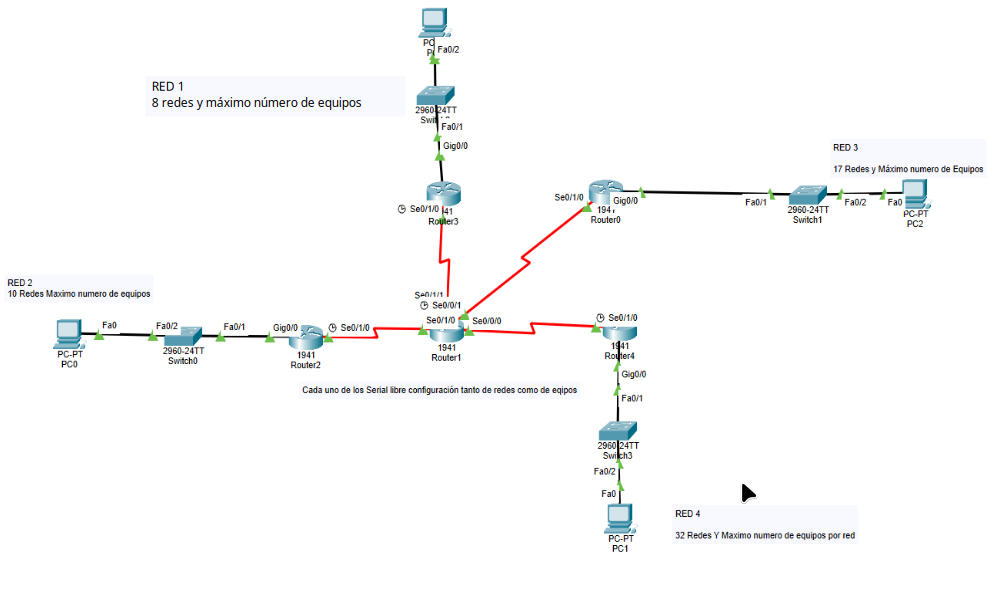 PC
Fa0/2
RED 1
8 redes y máximo número de equipos
2960-24TT
Fa0/1
Gig0/0
RED 3
17 Redes y Máximo numero de Equipos
Se0/1/0
Router3
Se0/1/0
Gig0/0
Router0
Fa0/1
2960-24TT
Switch1
Fa0/2
Fa0
PC-PT
PC2
RED 2
10 Redes Maximo numero de equipos
Se0/1/1
Se0/0/1
Se0/1/0
Se0/0/0
1941
Router1
Fa0
PC-PT
PC0
Fa0/2
2960-24TT
Switch0
Fa0/1
Gig0/0
1941
Router2
Se0/1/0
Se0/1/0
1941
Router4
Cada uno de los Serial libre configuración tanto de redes como de eqipos
Gig0/0
Fa0/1
2960-24TT
Switch3
Fa0/2
Fa0
PC-PT
PC1
RED 4
32 Redes Y Maximo numero de equipos por red